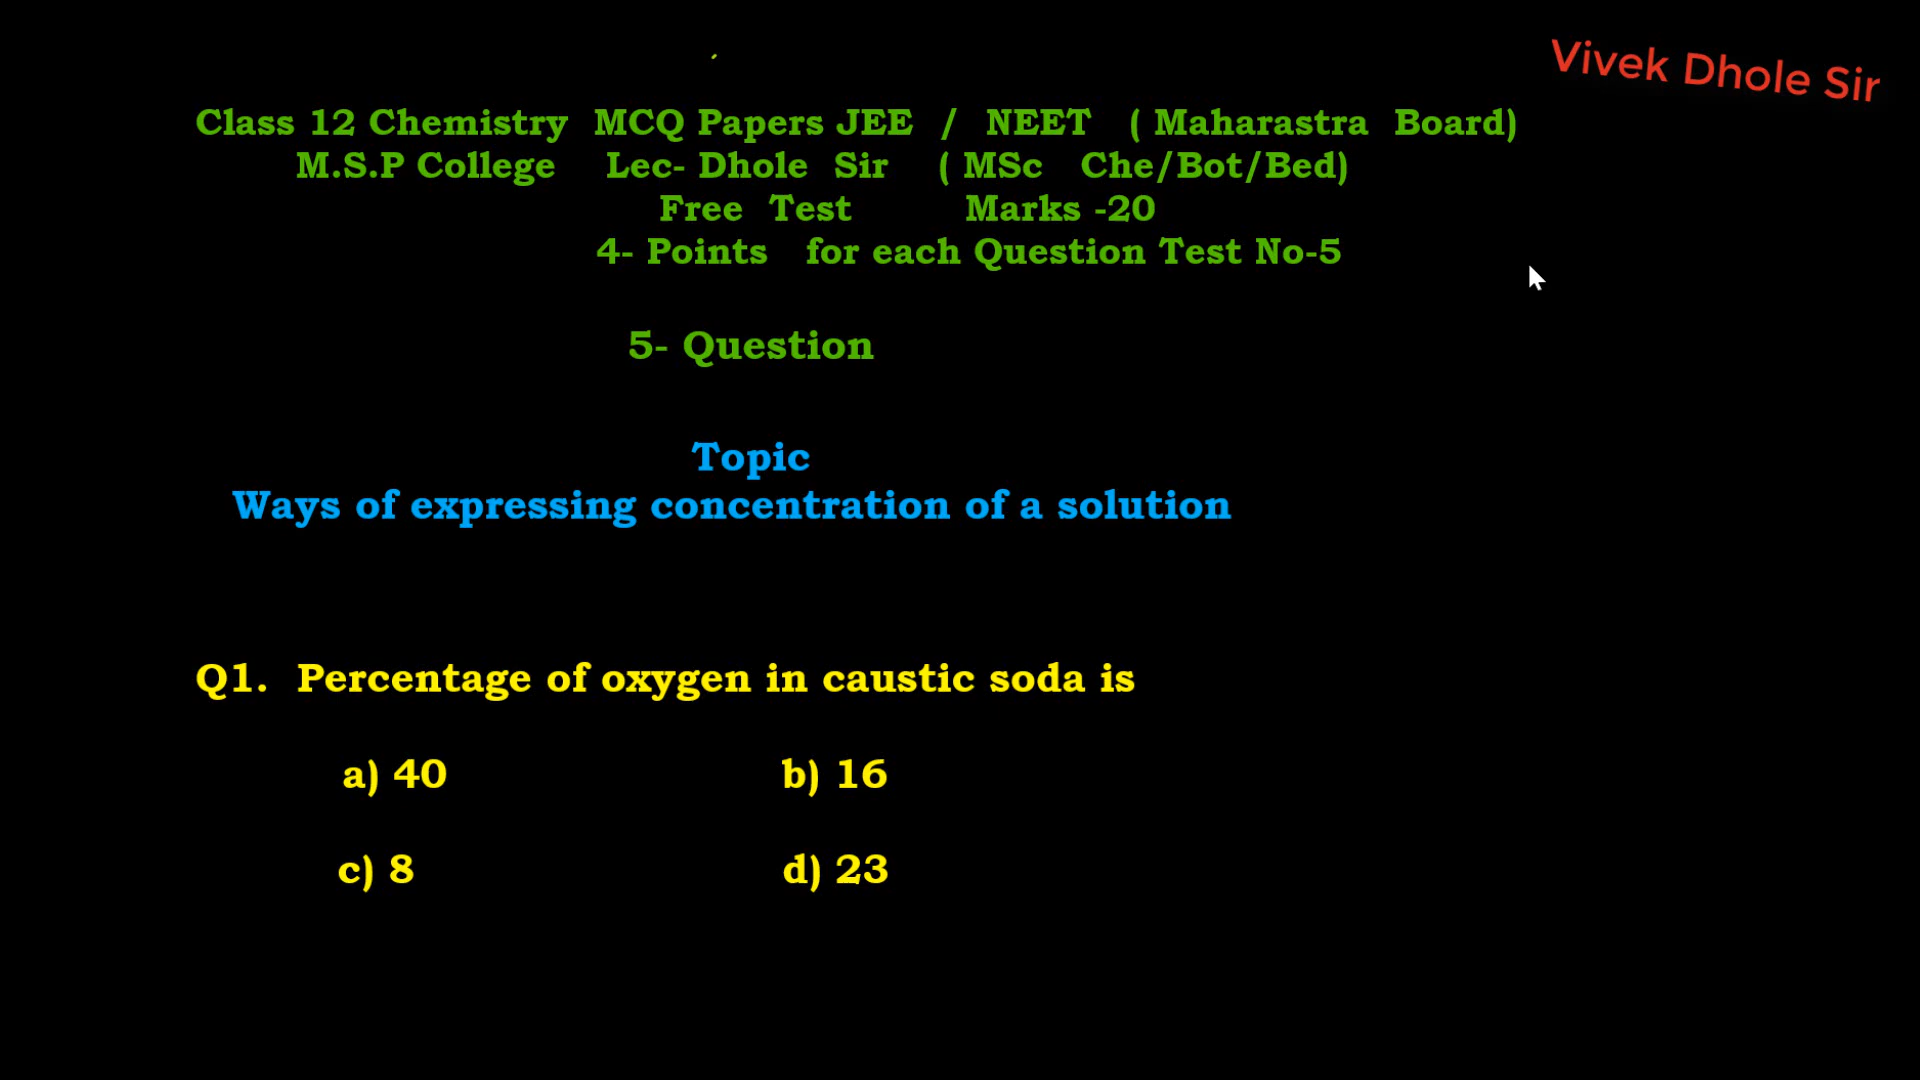 Vivek Dhole Sir
Class 12 Chemistry MCQ Papers JEE / NEET ( Maharastra Board)
M.S.P College Lec- Dhole Sir ( MSc Che/Bot/Bed)
Free Test Marks -20
4- Points for each Question Test No-5
5- Question
Topic
Ways of expressing concentration of a solution
Q1. Percentage of oxygen in caustic soda is
a) 40 b) 16
c) 8 d) 23